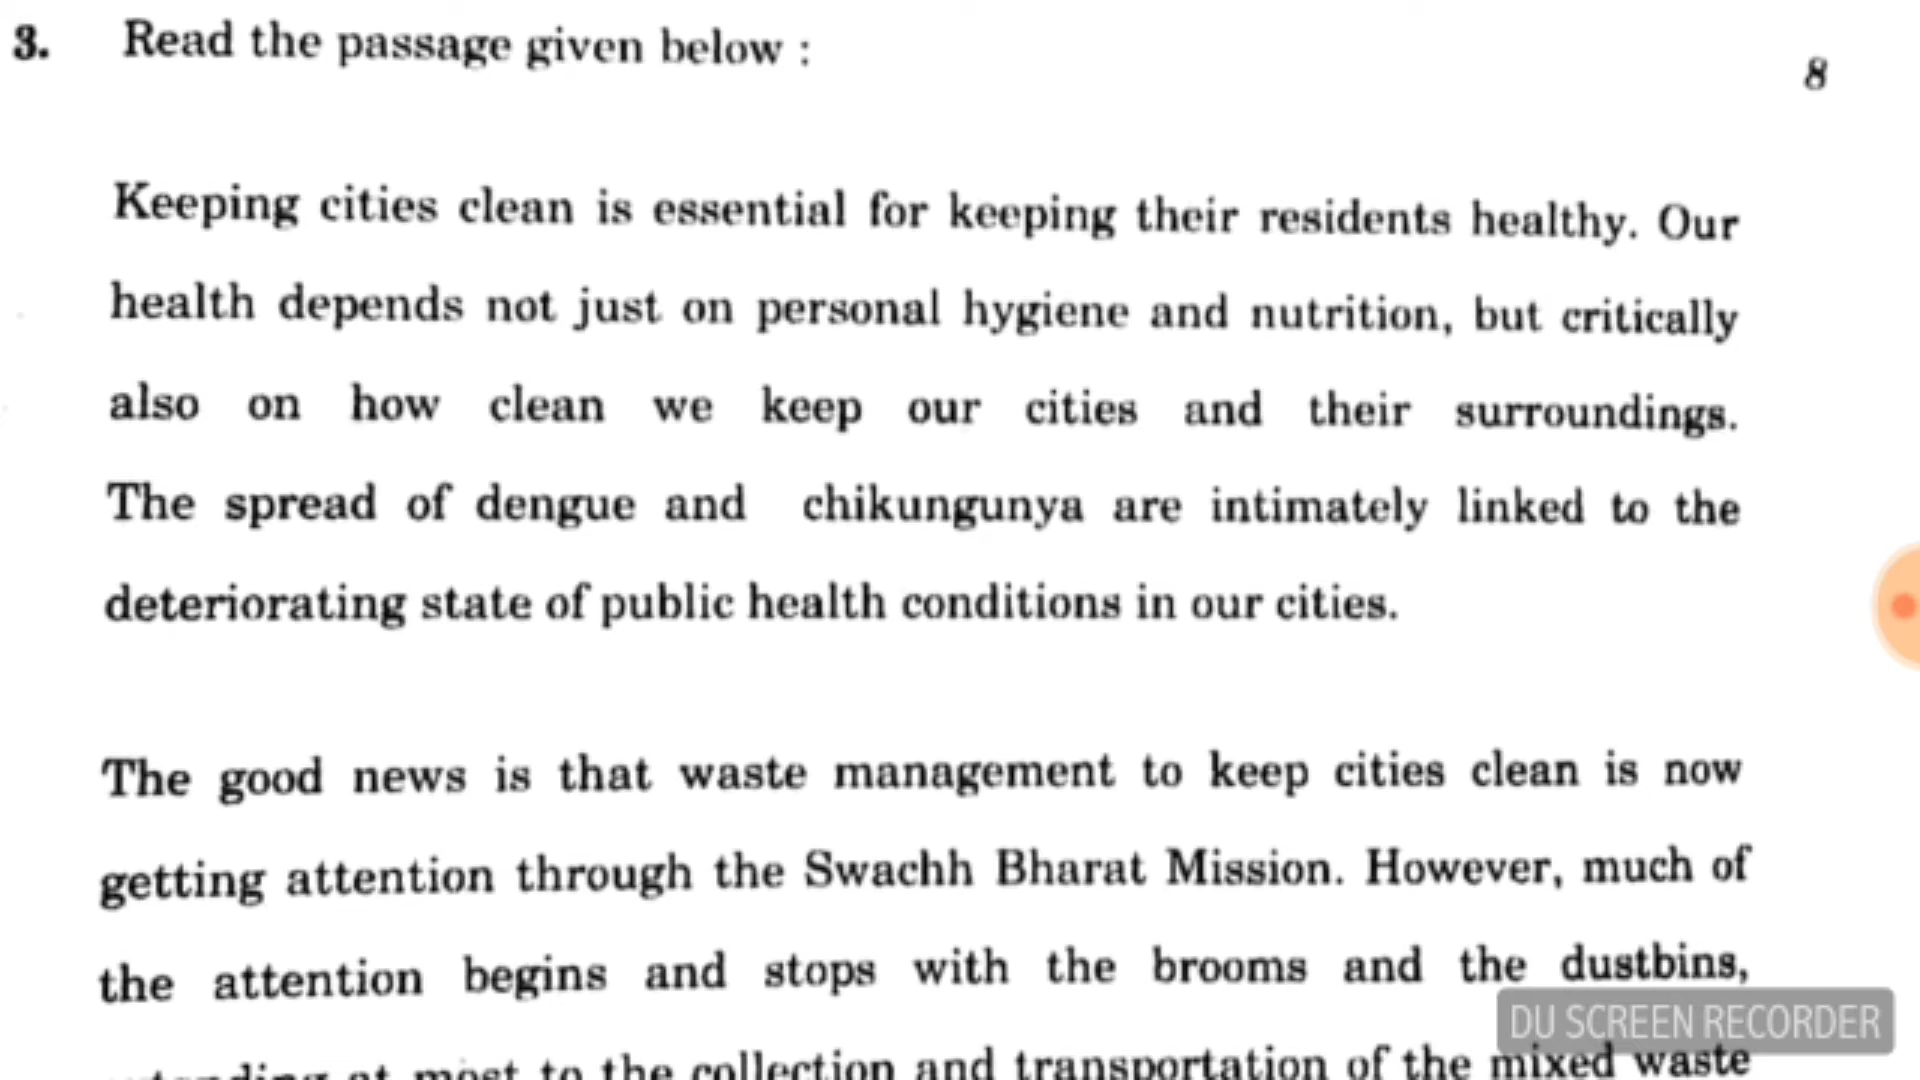 3. Read the passage given below :
8
Keeping cities clean is essential for keeping their residents healthy. Our
health depends not just on personal hygiene and nutrition, but critically
also on how clean we keep our cities and their surroundings.
The spread of dengue and chikungunya are intimately linked to the
deteriorating state of public health conditions in our cities.
The good news is that waste management to keep cities clean is now
getting attention through the Swachh Bharat Mission. However, much of
the attention begins and stops with the brooms and the dustbins,
at most to the collection and transportation of the mixed waste
DU SCREEN RECORDER